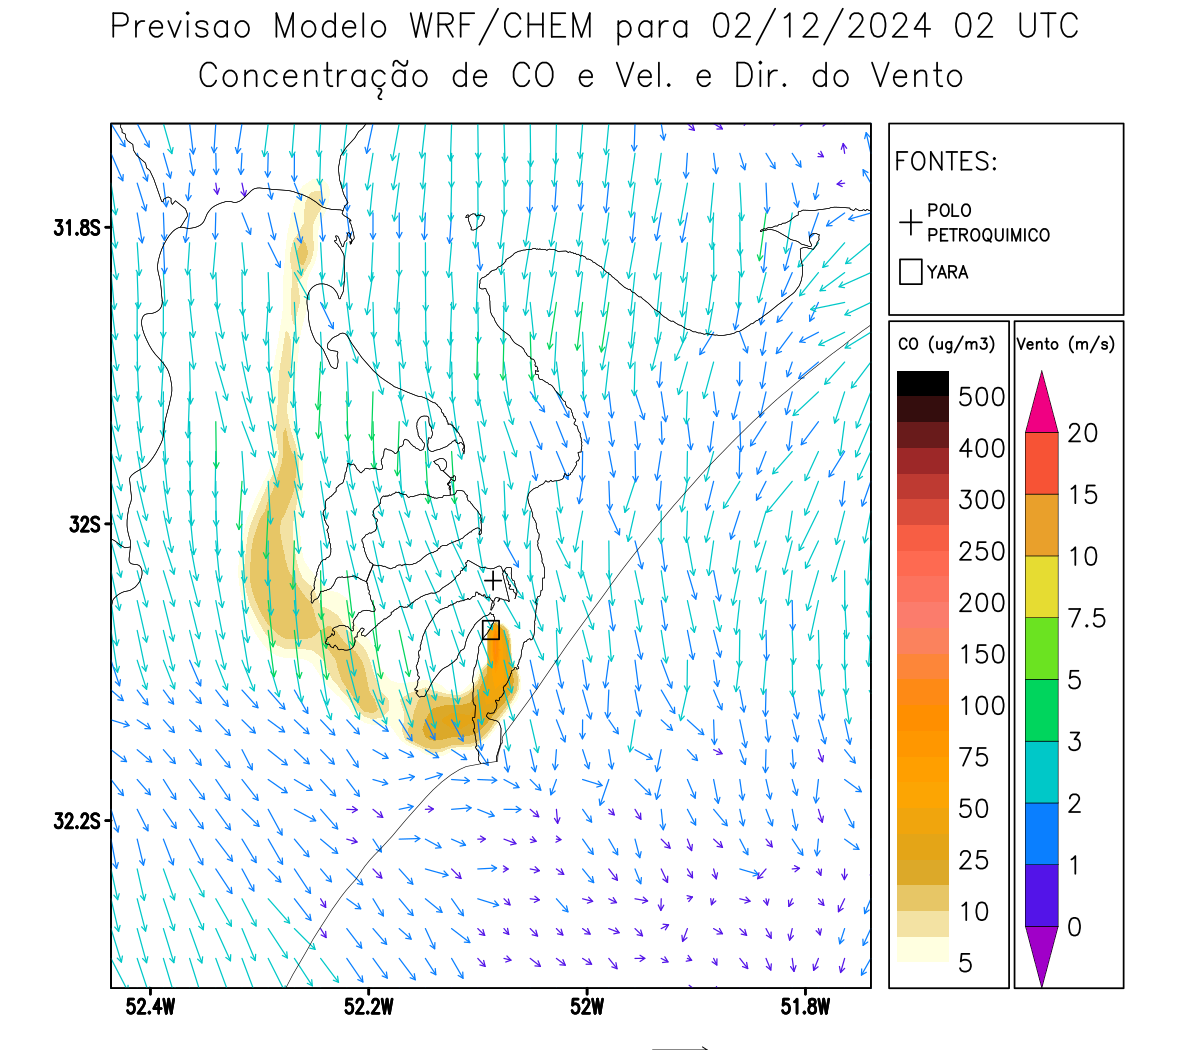 Previsao Modelo WRF/CHEM para 02/12/2024 02 UTC
Concentração de CO e Vel. e Dir. do Vento
FONTES:
POLO
PETROQUIMICO
YARA
CO (ug/m3)
500
400
300
250
200
150
100
75
50
25
10
5
Vento (m/s)
20
15
10
7.5
5
3
2
1
0
31.8S
32S
32.2S
52.4W
52.2W
52W
51.8W